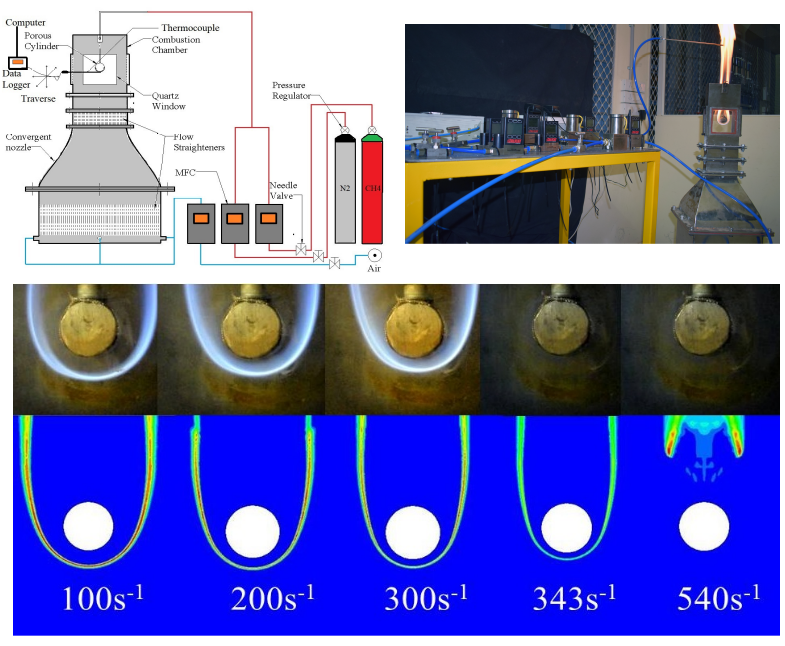 Computer
Porous
Cylinder
Thermocouple
Combustion
Chamber
Data
Logger
Traverse
Quartz
Window
Pressure
Regulator
Convergent
nozzle
Flow
Straighteners
MFC
Needle
Valve
N2
CH4
Air
100s⁻¹
200s⁻¹
300s⁻¹
343s⁻¹
540s⁻¹